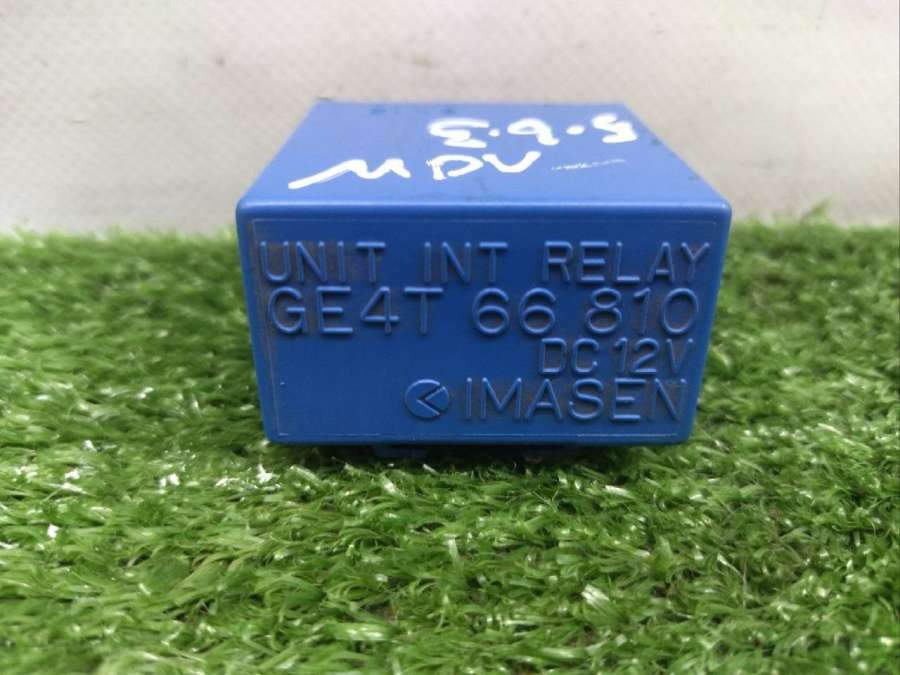 5.6.3
MDV
UNIT INT RELAY
GE4T 66 810
DC 12V
IMASEN